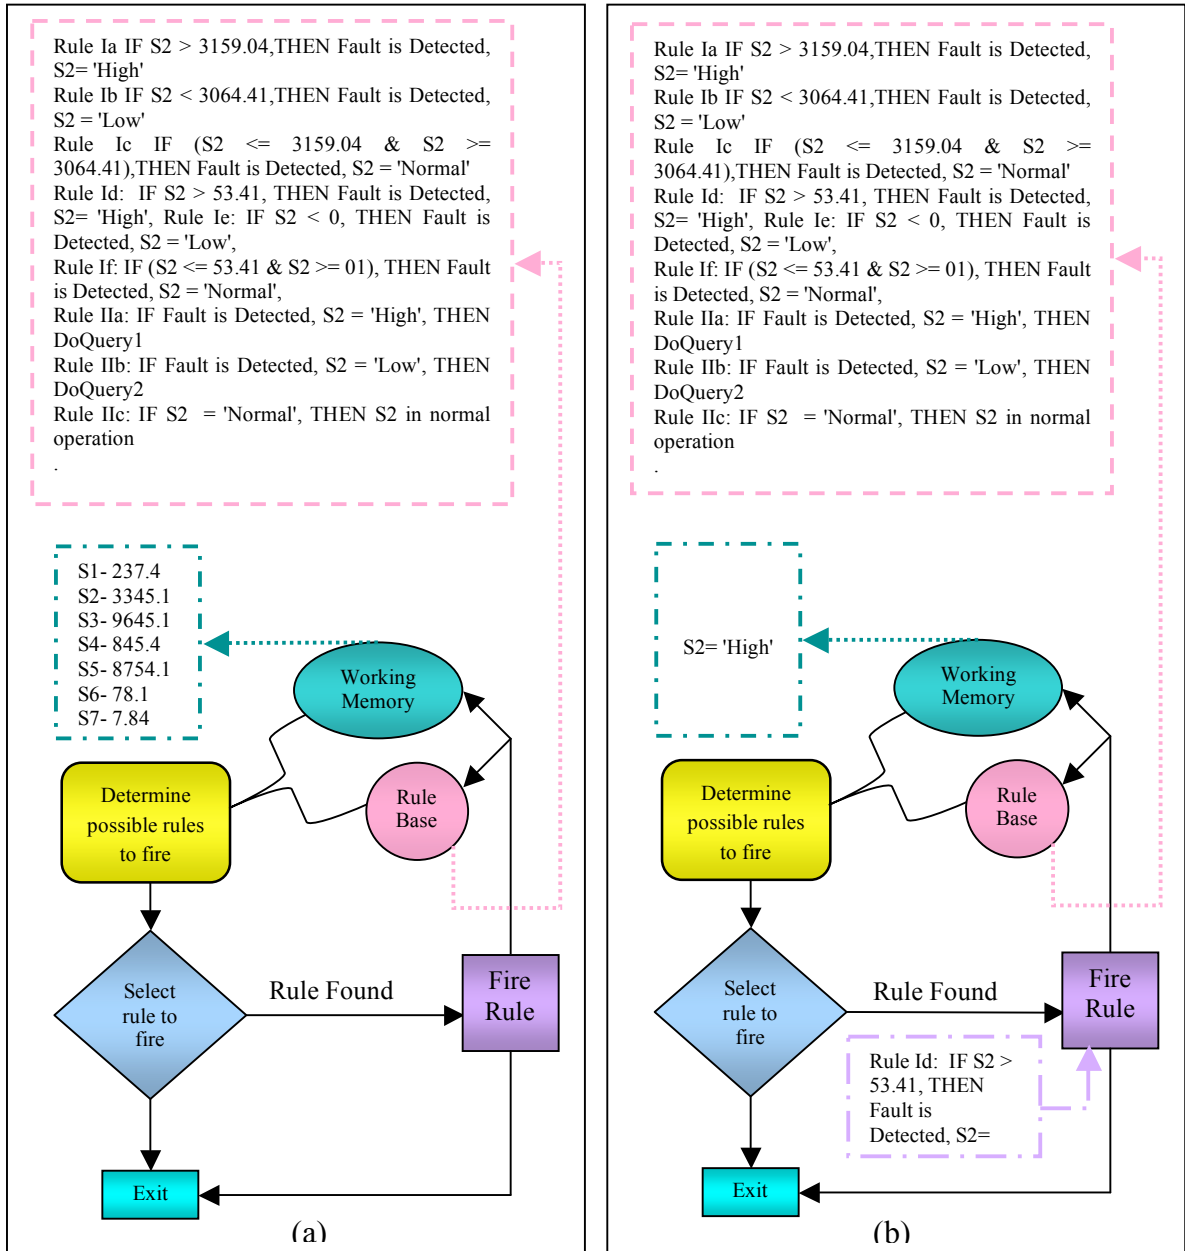 Rule Ia IF S2 > 3159.04,THEN Fault is Detected,
S2= 'High'
Rule Ib IF S2 < 3064.41,THEN Fault is Detected,
S2 = 'Low'
Rule Ic IF (S2 <= 3159.04 & S2 >=
3064.41),THEN Fault is Detected, S2 = 'Normal'
Rule Id: IF S2 > 53.41, THEN Fault is Detected,
S2= 'High', Rule Ie: IF S2 < 0, THEN Fault is
Detected, S2 = 'Low',
Rule If: IF (S2 <= 53.41 & S2 >= 01), THEN Fault
is Detected, S2 = 'Normal',
Rule IIa: IF Fault is Detected, S2 = 'High', THEN
DoQuery1
Rule IIb: IF Fault is Detected, S2 = 'Low', THEN
DoQuery2
Rule IIc: IF S2 = 'Normal', THEN S2 in normal
operation
.
S1- 237.4
S2- 3345.1
S3- 9645.1
S4- 845.4
S5- 8754.1
S6- 78.1
S7- 7.84
Working
Memory
Determine
possible rules
to fire
Rule
Base
Select
rule to
fire
Rule Found
Fire
Rule
Exit
(a)
Rule Ia IF S2 > 3159.04,THEN Fault is Detected,
S2= 'High'
Rule Ib IF S2 < 3064.41,THEN Fault is Detected,
S2 = 'Low'
Rule Ic IF (S2 <= 3159.04 & S2 >=
3064.41),THEN Fault is Detected, S2 = 'Normal'
Rule Id: IF S2 > 53.41, THEN Fault is Detected,
S2= 'High', Rule Ie: IF S2 < 0, THEN Fault is
Detected, S2 = 'Low',
Rule If: IF (S2 <= 53.41 & S2 >= 01), THEN Fault
is Detected, S2 = 'Normal',
Rule IIa: IF Fault is Detected, S2 = 'High', THEN
DoQuery1
Rule IIb: IF Fault is Detected, S2 = 'Low', THEN
DoQuery2
Rule IIc: IF S2 = 'Normal', THEN S2 in normal
operation
.
S2= 'High'
Working
Memory
Determine
possible rules
to fire
Rule
Base
Select
rule to
fire
Rule Found
Fire
Rule
Rule Id: IF S2 >
53.41, THEN
Fault is
Detected, S2=
Exit
(b)